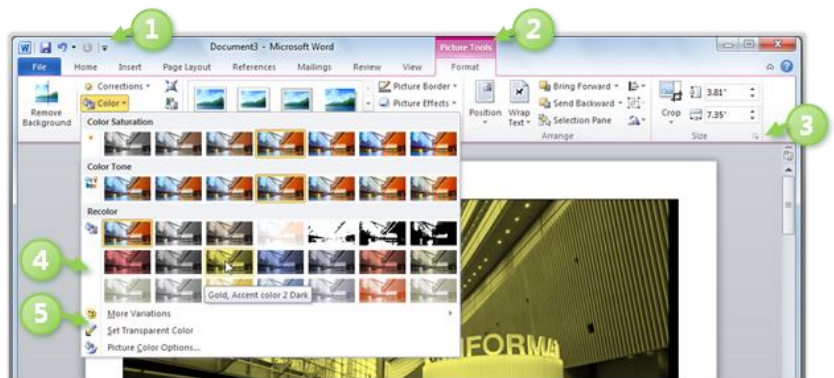 1
2
W
Document3 - Microsoft Word
Picture Tools
File Home Insert Page Layout References Mailings Review View Format
Remove Background
Corrections
Color
Picture Border
Picture Effects
Position
Wrap Text
Bring Forward
Send Backward
Selection Pane
Arrange
Crop
3.81"
7.35"
Size
3
Color Saturation
Color Tone
Recolor
4
Gold, Accent color 2 Dark
5
More Variations
Set Transparent Color
Picture Color Options...
INFORMA